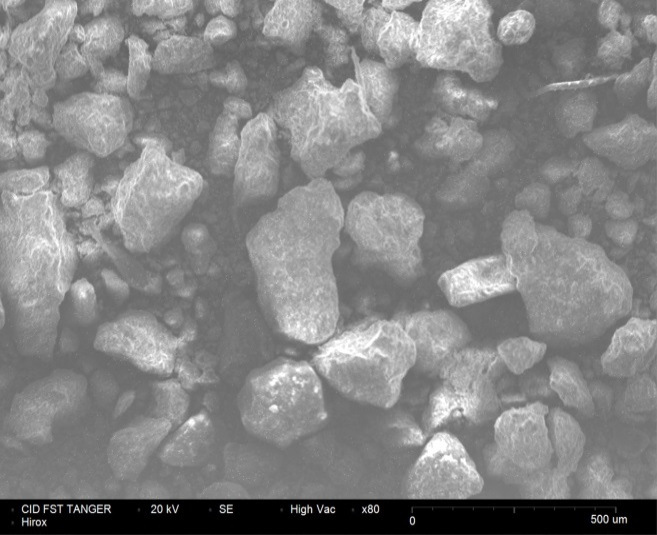 CID FST TANGER 20 kV SE High Vac x80
Hirox
0 500 um